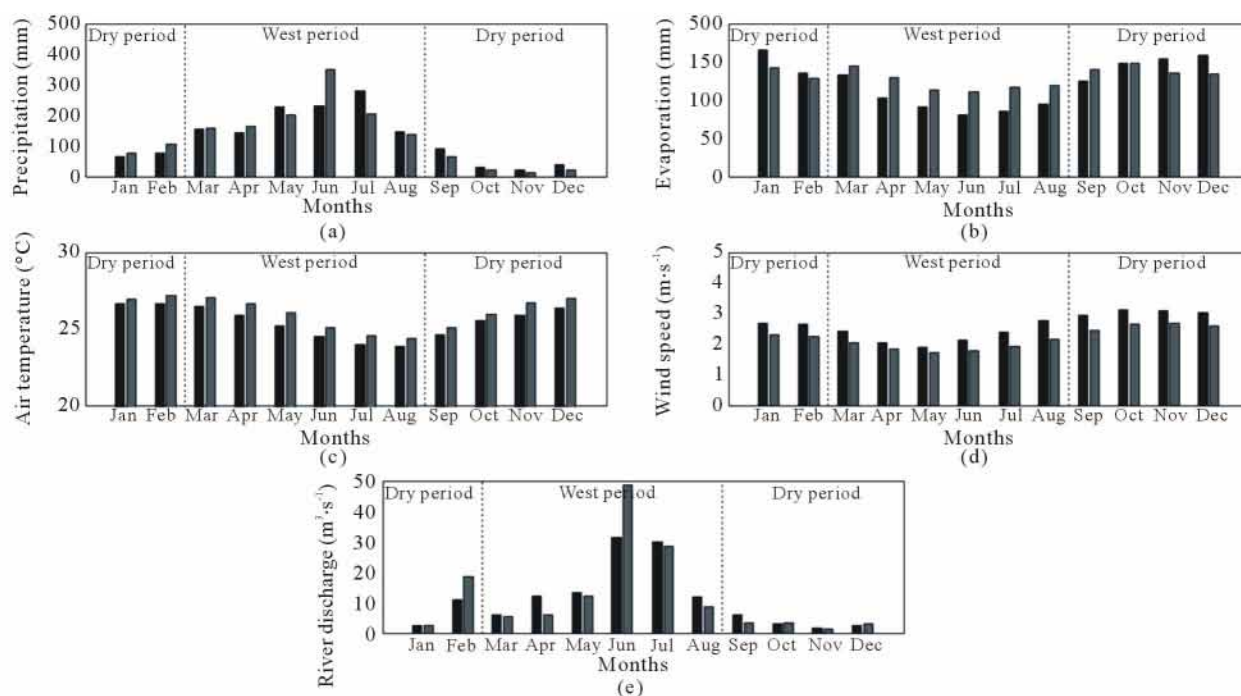 Precipitation (mm)
500
400
300
200
100
0
Dry period
West period
Dry period
Jan Feb Mar Apr May Jun Jul Aug Sep Oct Nov Dec
Months
(a)
Evaporation (mm)
500
150
100
50
0
Dry period
West period
Dry period
Jan Feb Mar Apr May Jun Jul Aug Sep Oct Nov Dec
Months
(b)
Air temperature (°C)
30
25
20
Dry period
West period
Dry period
Jan Feb Mar Apr May Jun Jul Aug Sep Oct Nov Dec
Months
(c)
Wind speed (m·s⁻¹)
5
4
3
2
1
0
Dry period
West period
Dry period
Jan Feb Mar Apr May Jun Jul Aug Sep Oct Nov Dec
Months
(d)
River discharge (m³·s⁻¹)
50
40
30
20
10
0
Dry period
West period
Dry period
Jan Feb Mar Apr May Jun Jul Aug Sep Oct Nov Dec
Months
(e)